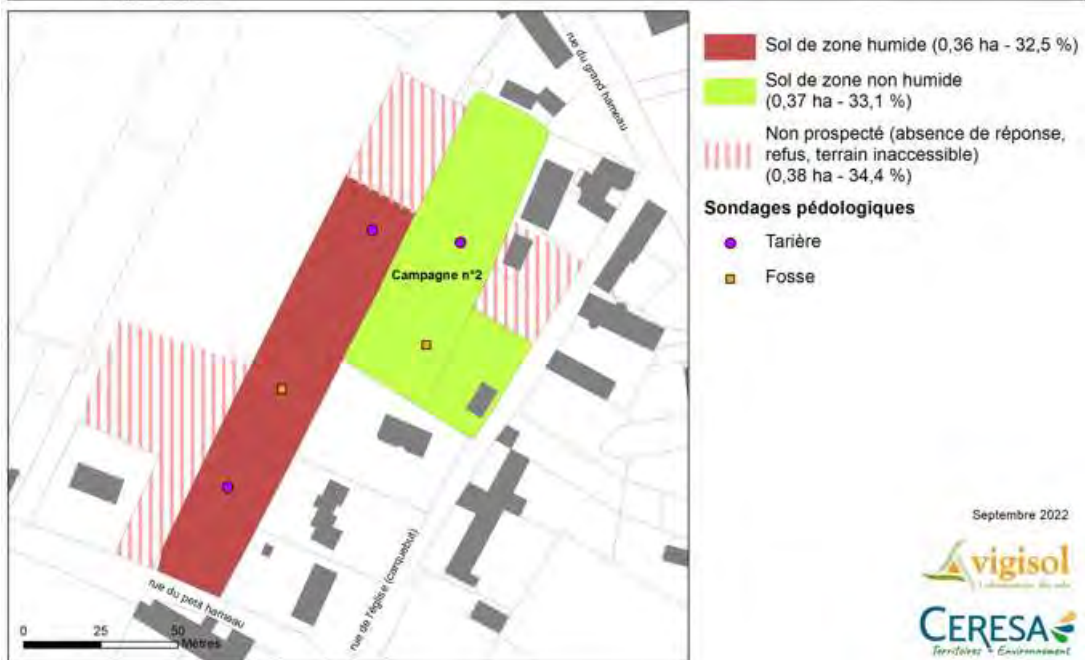 rue du grand hameau
Campagne n°2
rue du petit hameau
rue de l'église (carquebut)
0 25 50
Mètres
Sol de zone humide (0,36 ha - 32,5 %)
Sol de zone non humide
(0,37 ha - 33,1 %)
Non prospecté (absence de réponse,
refus, terrain inaccessible)
(0,38 ha - 34,4 %)
Sondages pédologiques
Tarière
Fosse
Septembre 2022
vigisol
CERESA
Territoires - Environnement